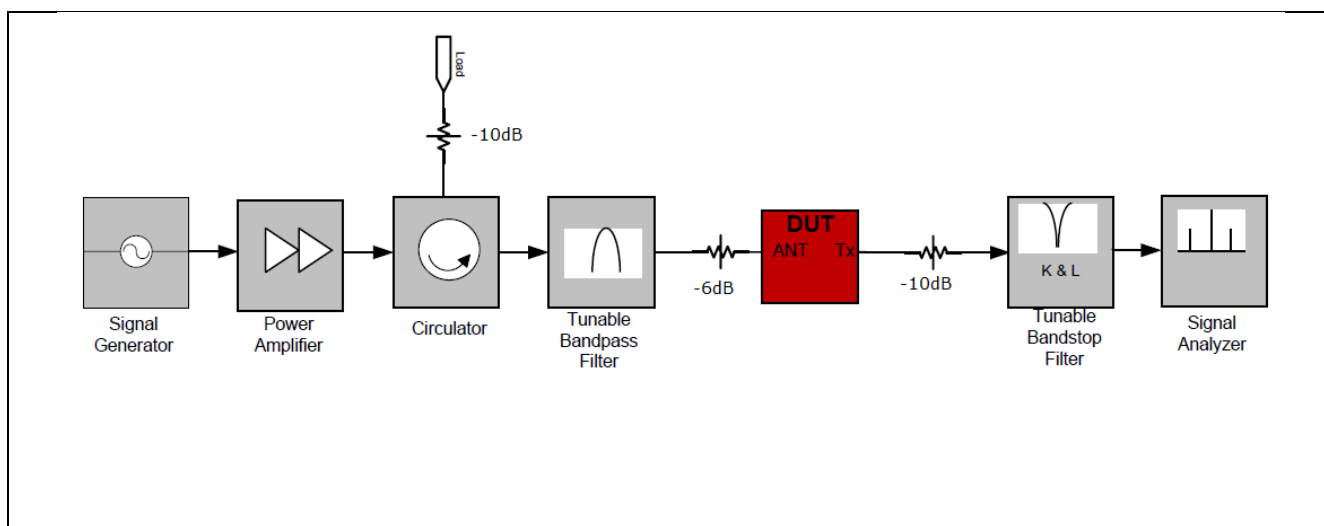 Load
-10dB
DUT
ANT Tx
K & L
-6dB
-10dB
Signal
Generator
Power
Amplifier
Circulator
Tunable
Bandpass
Filter
Tunable
Bandstop
Filter
Signal
Analyzer